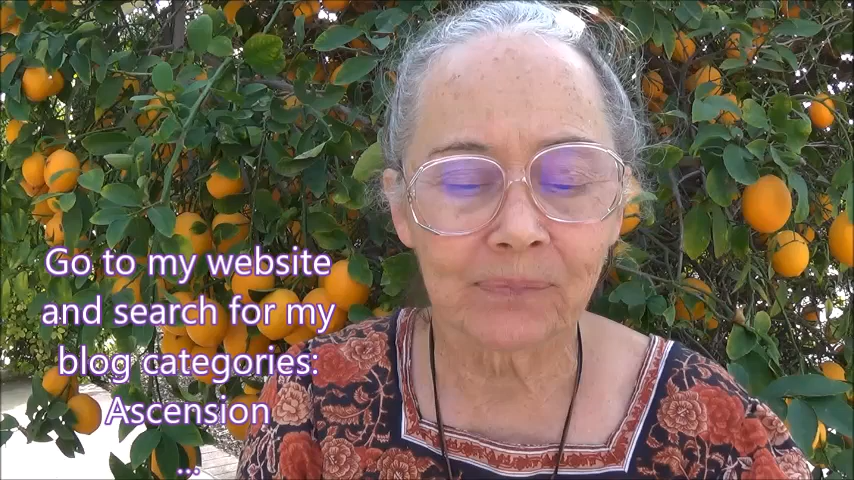 Go to my website
and search for my
blog categories:
Ascension
...